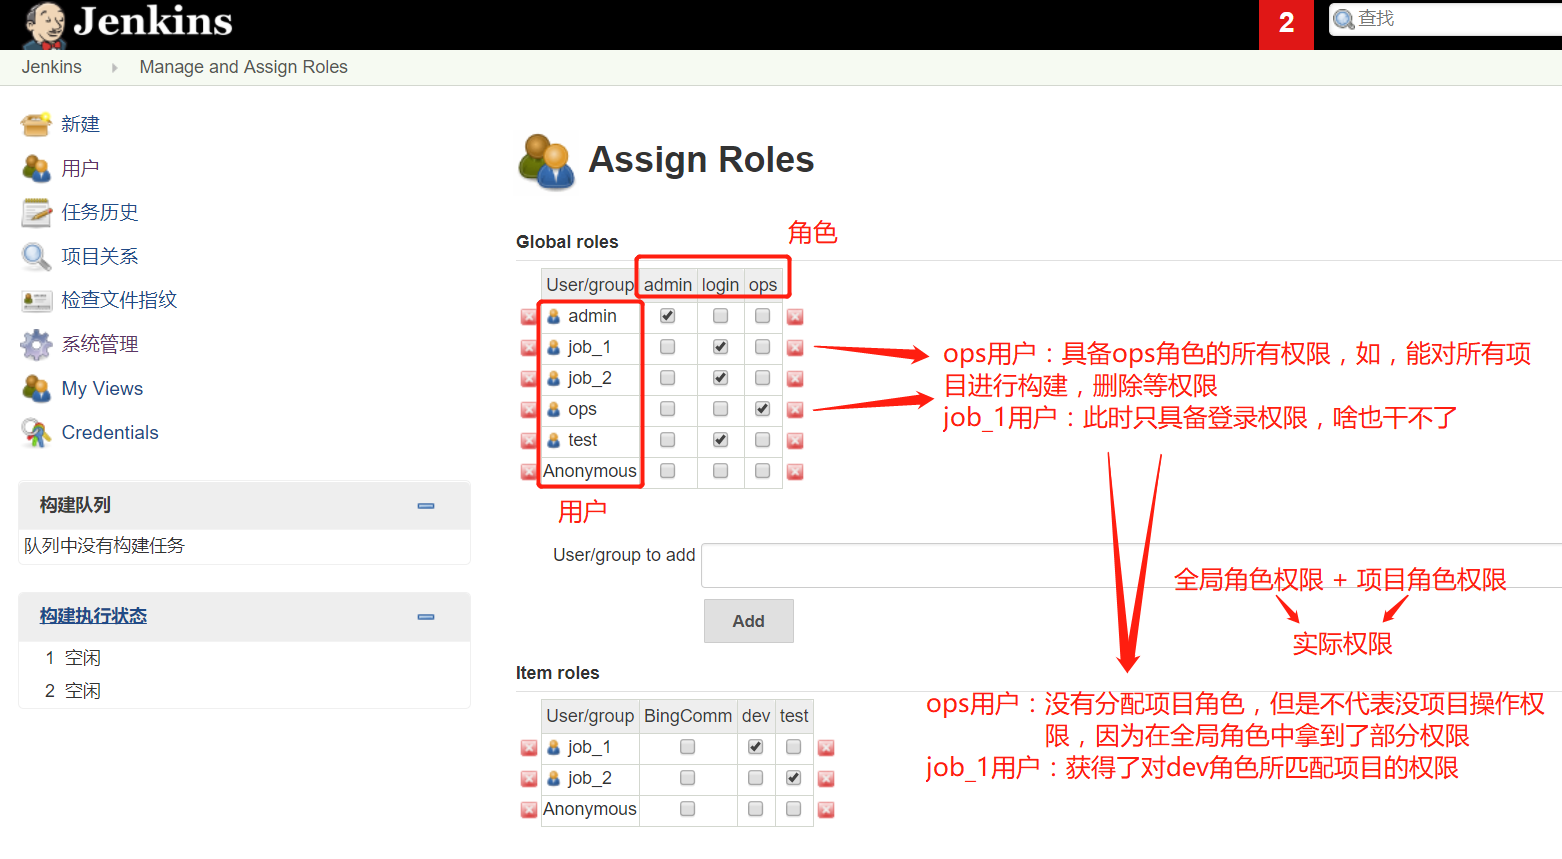 Jenkins
2
查找
Jenkins
Manage and Assign Roles
新建
用户
任务历史
项目关系
检查文件指纹
系统管理
My Views
Credentials
构建队列
队列中没有构建任务
构建执行状态
1 空闲
2 空闲
Assign Roles
Global roles
角色
User/group admin login ops
admin
job_1
job_2
ops
test
Anonymous
用户
ops用户：具备ops角色的所有权限，如，能对所有项
目进行构建，删除等权限
job_1用户：此时只具备登录权限，啥也干不了
User/group to add
Add
全局角色权限 + 项目角色权限
实际权限
Item roles
User/group BingComm dev test
job_1
job_2
Anonymous
ops用户：没有分配项目角色，但是不代表没项目操作权
限，因为在全局角色中拿到了部分权限
job_1用户：获得了对dev角色所匹配项目的权限